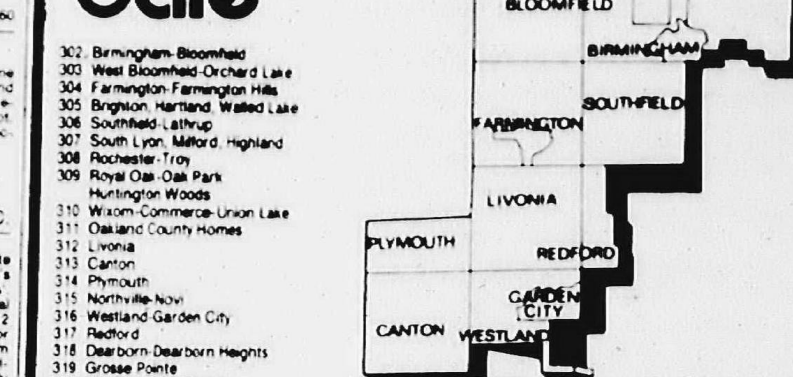 302 Birmingham-Bloomfield
303 West Bloomfield-Orchard Lake
304 Farmington-Farmington Hills
305 Brighton, Hartland, Walled Lake
306 Southfield-Lathrup
307 South Lyon, Milford, Highland
308 Rochester-Troy
309 Royal Oak-Oak Park
Huntington Woods
310 Wixom-Commerce-Union Lake
311 Oakland County Homes
312 Livonia
313 Canton
314 Plymouth
315 Northville-Novi
316 Westland-Garden City
317 Redford
318 Dearborn-Dearborn Heights
319 Grosse Pointe
BLOOMFIELD
BIRMINGHAM
SOUTHFIELD
FARMINGTON
LIVONIA
PLYMOUTH
REDFORD
GARDEN
CITY
CANTON
WESTLAND